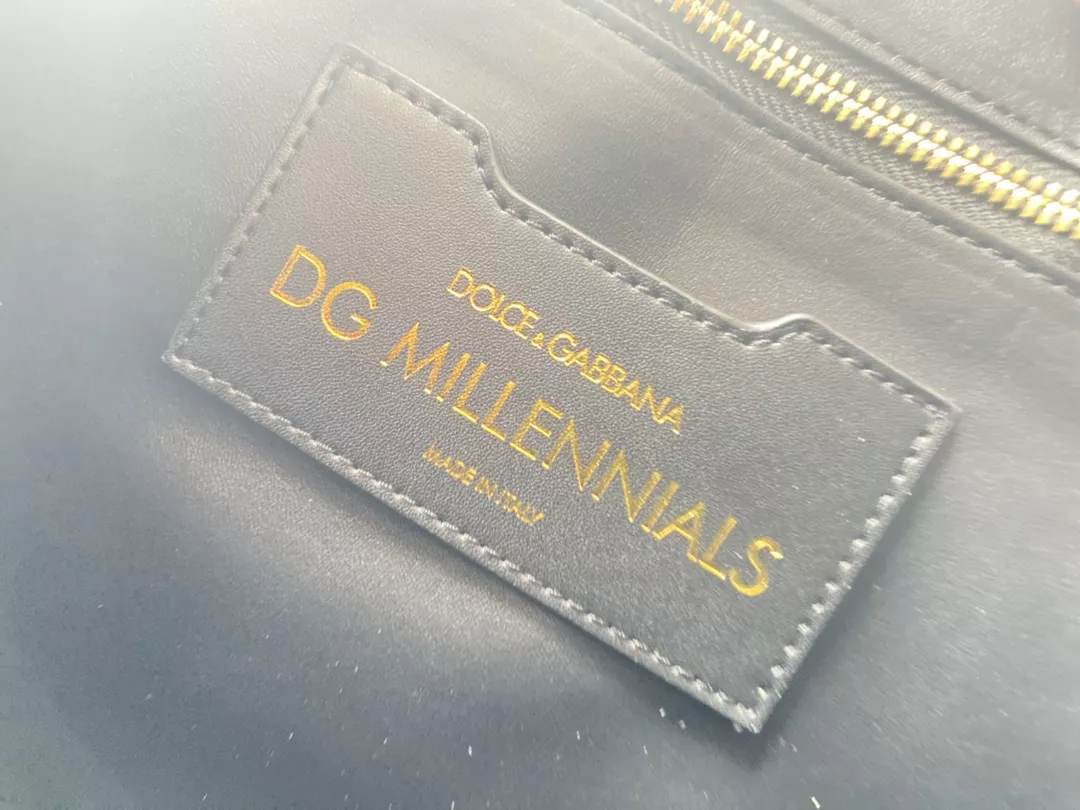 DOLCE & GABBANA
DG MILLENNIALS
MADE IN ITALY